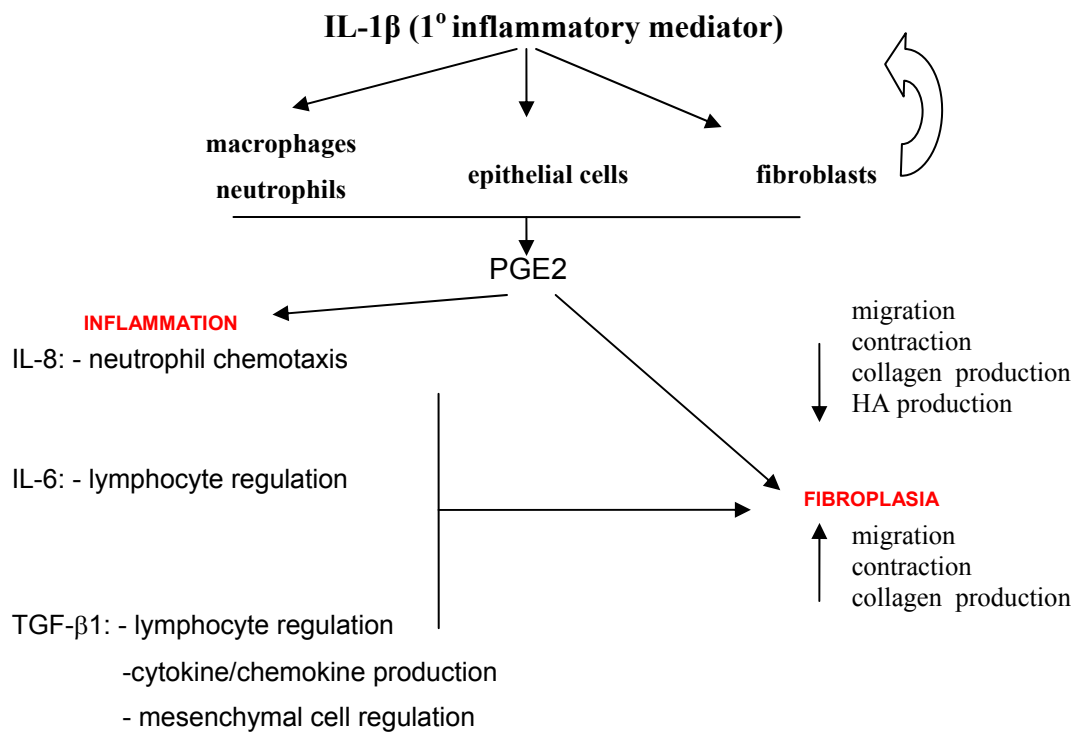 IL-1β (1º inflammatory mediator)
macrophages
neutrophils
epithelial cells
fibroblasts
PGE2
INFLAMMATION
IL-8: - neutrophil chemotaxis
IL-6: - lymphocyte regulation
TGF-β1: - lymphocyte regulation
-cytokine/chemokine production
- mesenchymal cell regulation
migration
contraction
collagen production
HA production
FIBROPLASIA
migration
contraction
collagen production